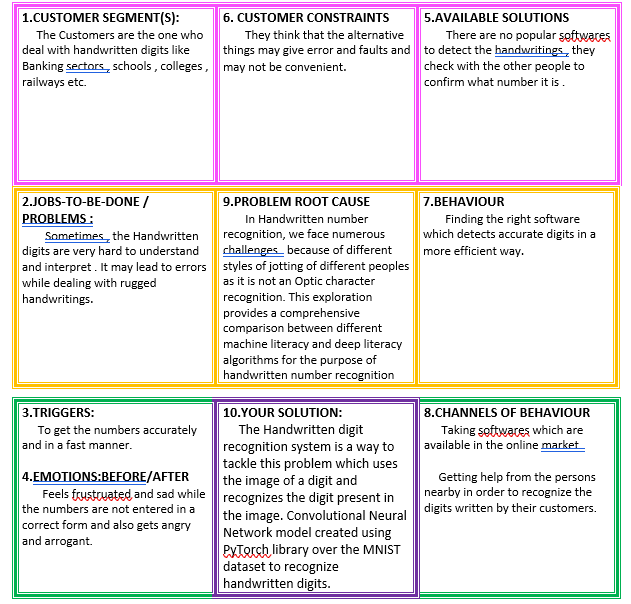 1.CUSTOMER SEGMENT(S):
The Customers are the one who
deal with handwritten digits like
Banking sectors , schools , colleges ,
railways etc.
6. CUSTOMER CONSTRAINTS
They think that the alternative
things may give error and faults and
may not be convenient.
5.AVAILABLE SOLUTIONS
There are no popular softwares
to detect the handwritings , they
check with the other people to
confirm what number it is .
2.JOBS-TO-BE-DONE /
PROBLEMS :
Sometimes , the Handwritten
digits are very hard to understand
and interpret . It may lead to errors
while dealing with rugged
handwritings.
9.PROBLEM ROOT CAUSE
In Handwritten number
recognition, we face numerous
challenges because of different
styles of jotting of different peoples
as it is not an Optic character
recognition. This exploration
provides a comprehensive
comparison between different
machine literacy and deep literacy
algorithms for the purpose of
handwritten number recognition
7.BEHAVIOUR
Finding the right software
which detects accurate digits in a
more efficient way.
3.TRIGGERS:
To get the numbers accurately
and in a fast manner.
4.EMOTIONS:BEFORE/AFTER
Feels frustruated and sad while
the numbers are not entered in a
correct form and also gets angry
and arrogant.
10.YOUR SOLUTION:
The Handwritten digit
recognition system is a way to
tackle this problem which uses
the image of a digit and
recognizes the digit present in
the image. Convolutional Neural
Network model created using
PyTorch library over the MNIST
dataset to recognize
handwritten digits.
8.CHANNELS OF BEHAVIOUR
Taking softwares which are
available in the online market
Getting help from the persons
nearby in order to recognize the
digits written by their customers.